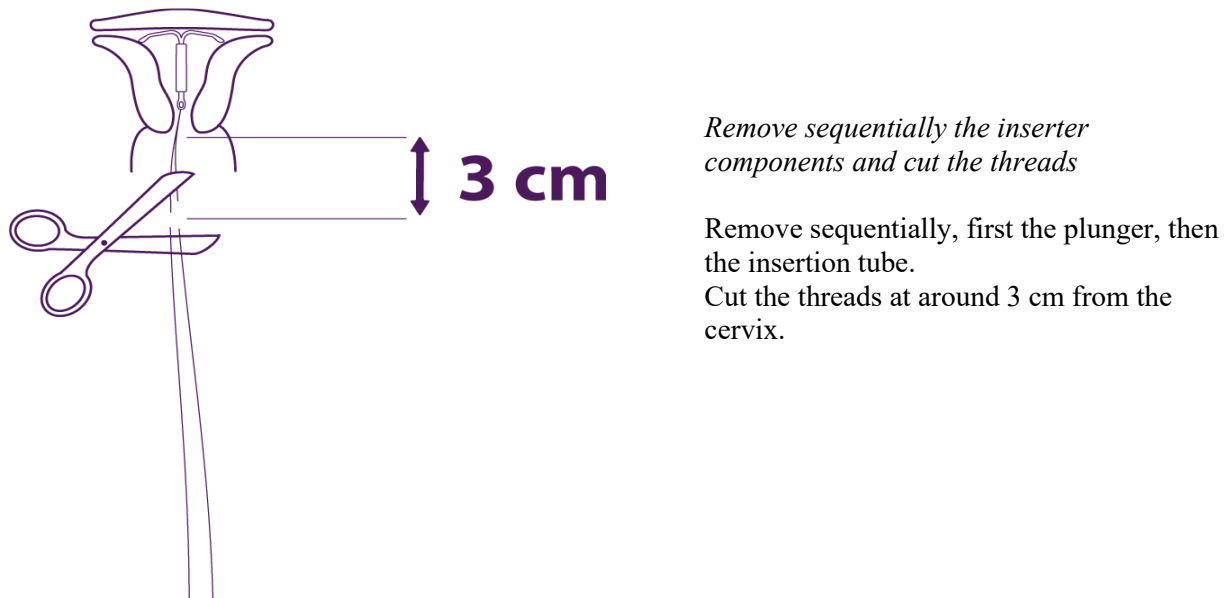 3 cm
Remove sequentially the inserter
components and cut the threads
Remove sequentially, first the plunger, then
the insertion tube.
Cut the threads at around 3 cm from the
cervix.